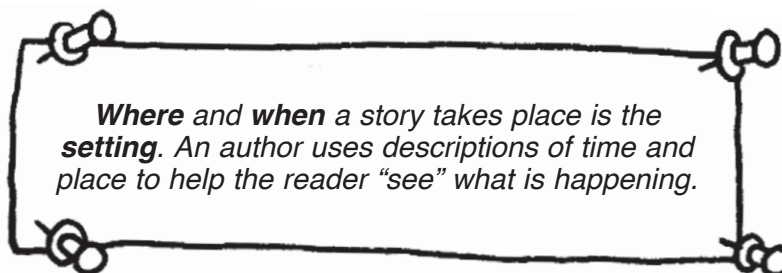 Where and when a story takes place is the
setting. An author uses descriptions of time and
place to help the reader “see” what is happening.